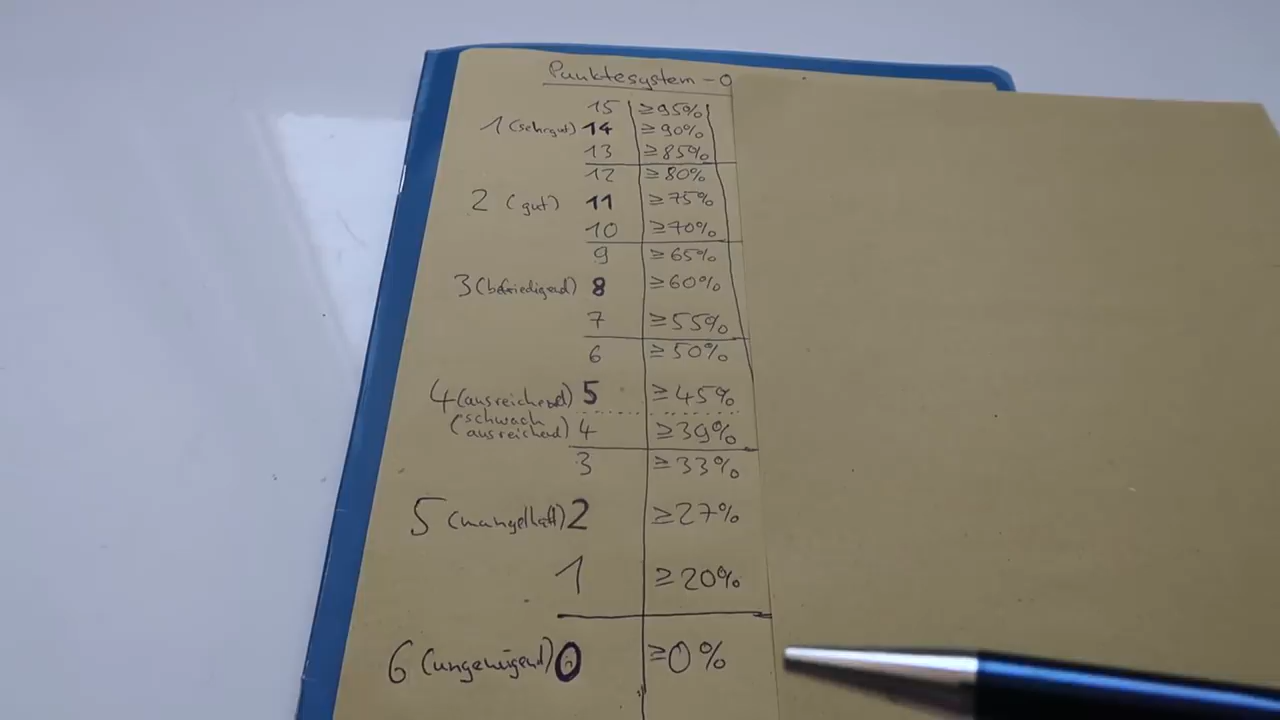 Punktesystem - O
15 ≥95%
1 (sehr gut) 14 ≥90%
13 ≥85%
12 ≥80%
2 (gut) 11 ≥75%
10 ≥70%
9 ≥65%
3 (befriedigend) 8 ≥60%
7 ≥55%
6 ≥50%
4 (ausreichend) 5 ≥45%
(schwach
ausreichend) 4 ≥39%
3 ≥33%
5 (mangelhaft) 2 ≥27%
1 ≥20%
6 (ungenügend) 0 ≥0%